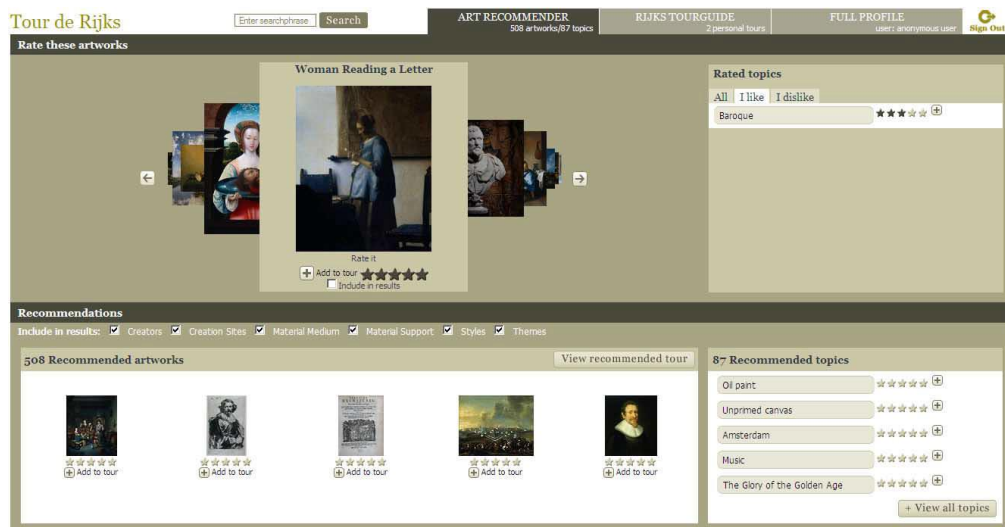 Tour de Rijks
Enter searchphrase
Search
ART RECOMMENDER
508 artworks/87 topics
RIJKS TOURGUIDE
2 personal tours
FULL PROFILE
user: anonymous user
Sign Out
Rate these artworks
Woman Reading a Letter
Rate it
Add to tour
Include in results
Rated topics
All I like I dislike
Baroque
Recommendations
Include in results: Creators Creation Sites Material Medium Material Support Styles Themes
508 Recommended artworks
View recommended tour
Add to tour Add to tour Add to tour Add to tour Add to tour
87 Recommended topics
Oil paint
Unprimed canvas
Amsterdam
Music
The Glory of the Golden Age
+ View all topics